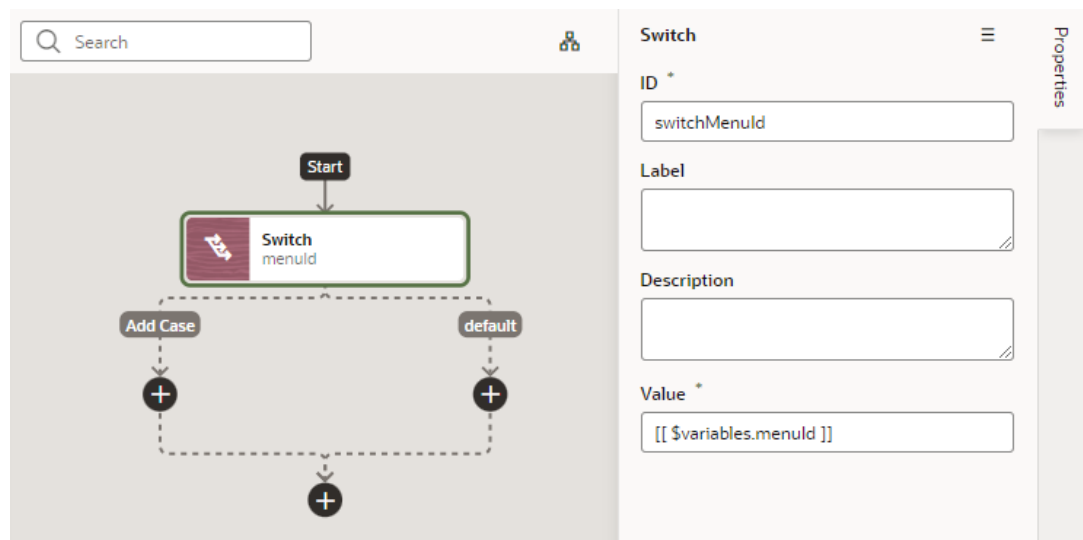 Search
Start
Switch
menuId
Add Case
default
Switch
ID *
switchMenuId
Label
Description
Value *
[[ $variables.menuId ]]
Properties